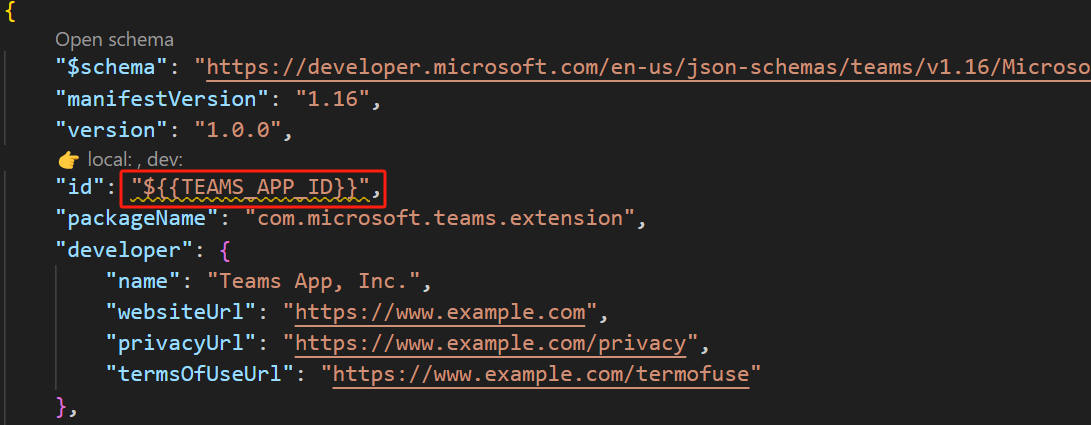 {
Open schema
"$schema": "https://developer.microsoft.com/en-us/json-schemas/teams/v1.16/Microso
"manifestVersion": "1.16",
"version": "1.0.0",
👉 local: , dev:
"id": "${{TEAMS_APP_ID}}",
"packageName": "com.microsoft.teams.extension",
"developer": {
"name": "Teams App, Inc.",
"websiteUrl": "https://www.example.com",
"privacyUrl": "https://www.example.com/privacy",
"termsOfUseUrl": "https://www.example.com/termofuse"
},